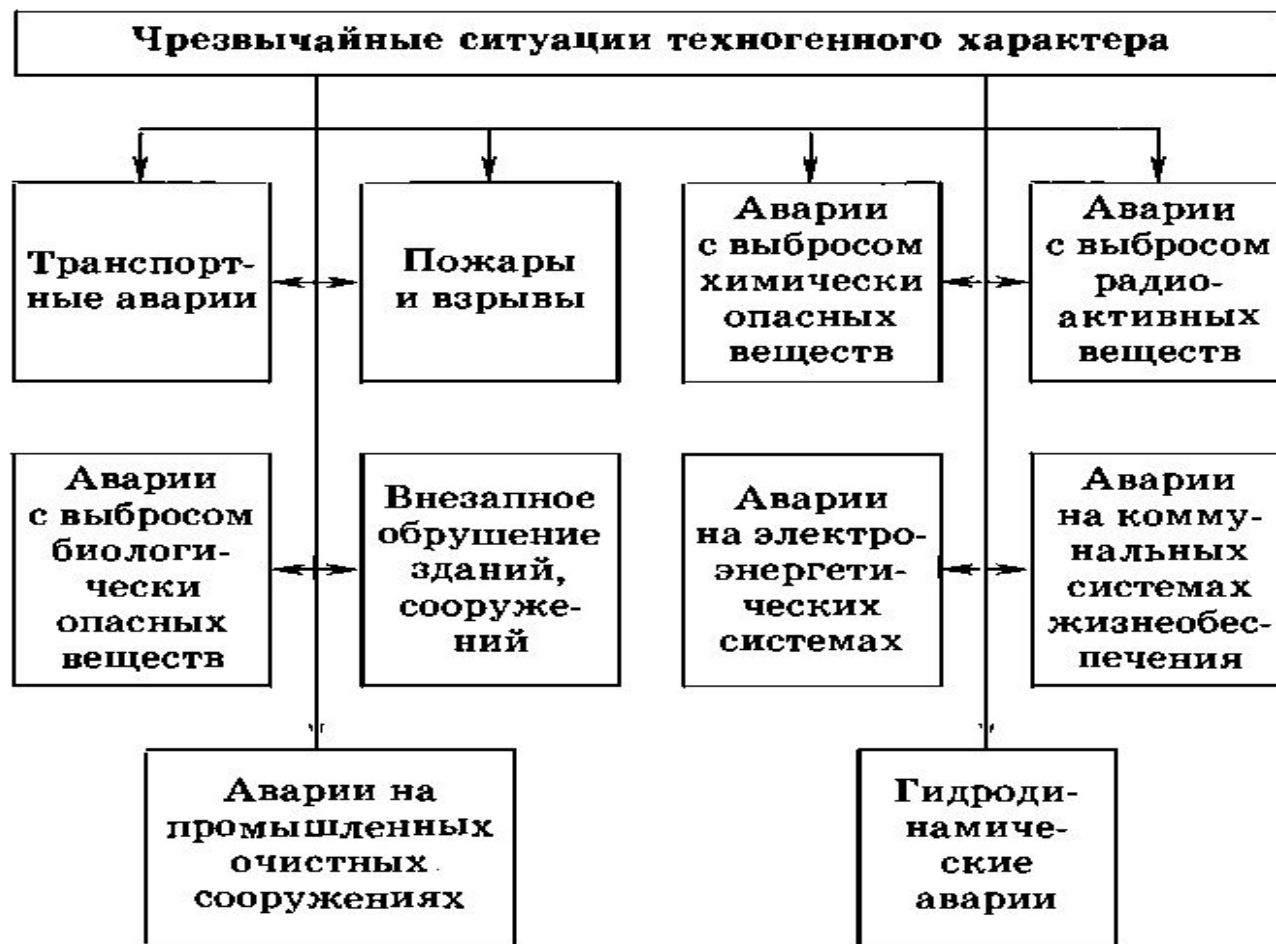 Чрезвычайные ситуации техногенного характера
Транспорт-
ные аварии
Пожары
и взрывы
Аварии
с выбросом
химически
опасных
веществ
Аварии
с выбросом
радио-
активных
веществ
Аварии
с выбросом
биологи-
чески
опасных
веществ
Внезапное
обрушение
зданий,
сооруже-
ний
Аварии
на электро-
энергети-
ческих
системах
Аварии
на комму-
нальных
системах
жизнеобес-
печения
Аварии на
промышленных
очистных
сооружениях
Гидроди-
намиче-
ские
аварии